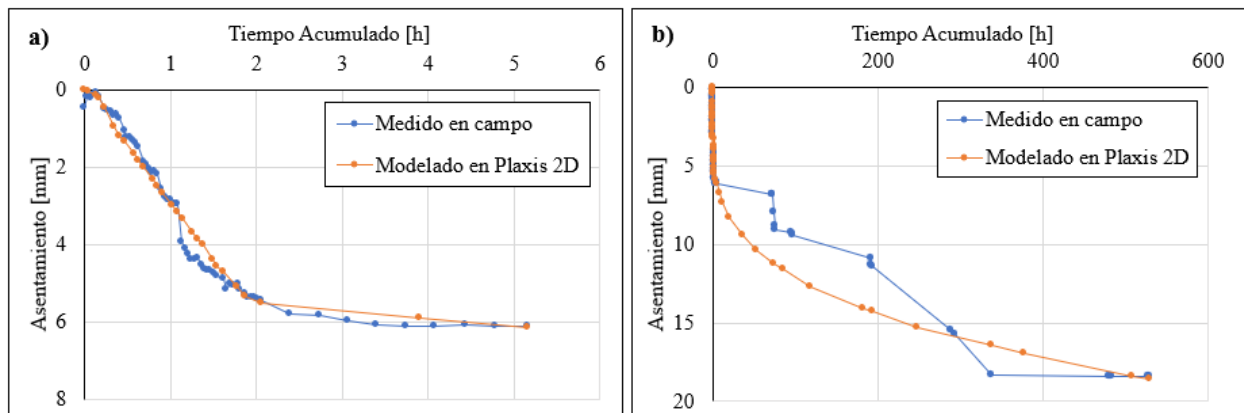 a)
Tiempo Acumulado [h]
0 1 2 3 4 5 6
0
2
4
6
8
Asentamiento [mm]
Medido en campo
Modelado en Plaxis 2D
b)
Tiempo Acumulado [h]
0 200 400 600
0
5
10
15
20
Asentamiento [mm]
Medido en campo
Modelado en Plaxis 2D